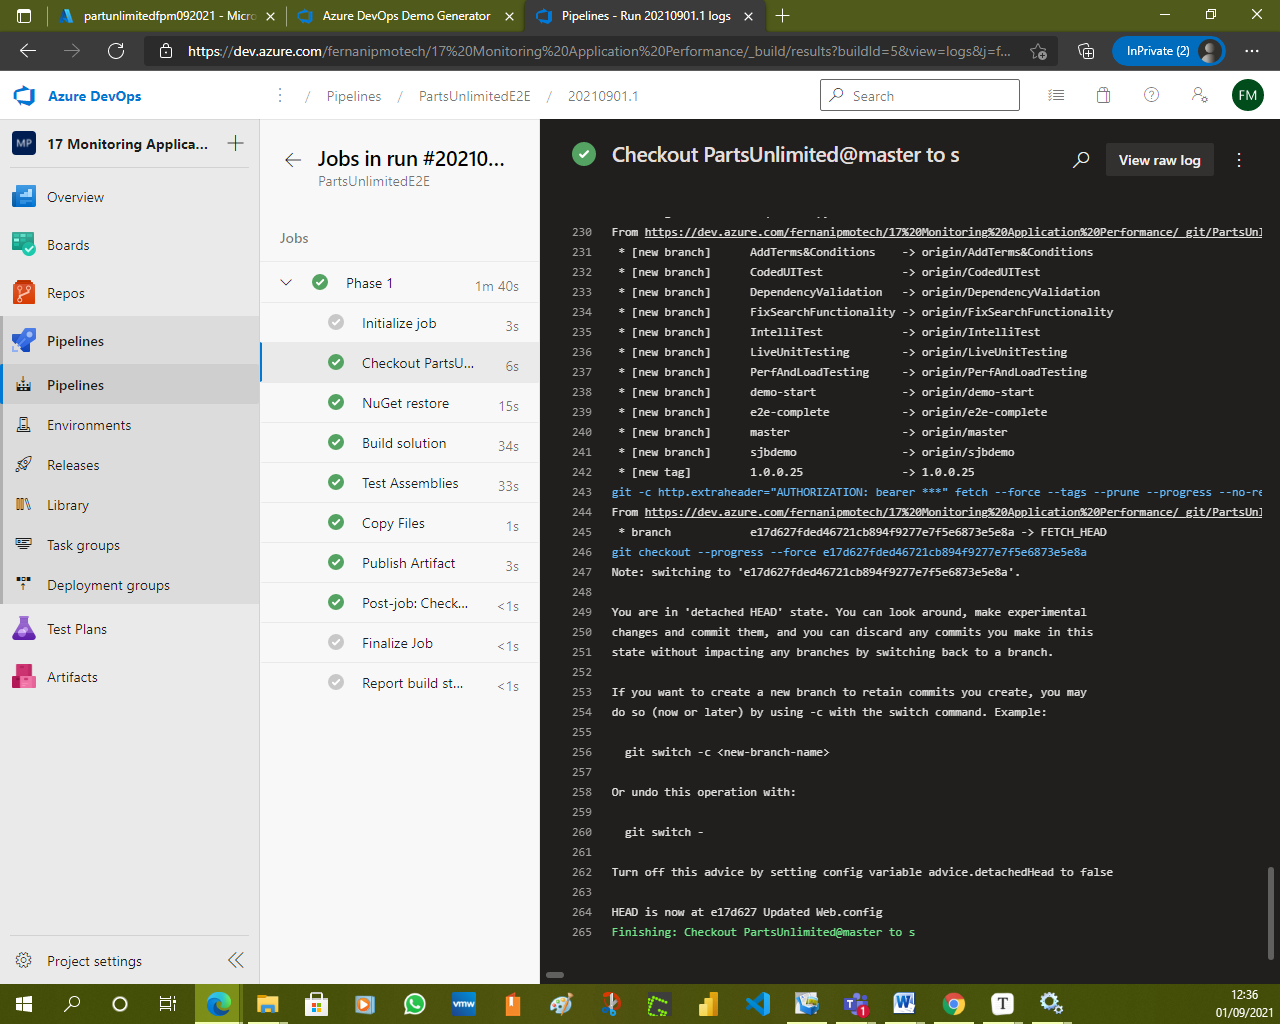 partunlimitedfpm092021 - Micro
Azure DevOps Demo Generator
Pipelines - Run 20210901.1 logs
https://dev.azure.com/fernanipmotech/17%20Monitoring%20Application%20Performance/_build/results?buildId=5&view=logs&j=f...
InPrivate (2)
Azure DevOps
/ Pipelines / PartsUnlimitedE2E / 20210901.1
Search
FM
MP
17 Monitoring Applica...
Overview
Boards
Repos
Pipelines
Pipelines
Environments
Releases
Library
Task groups
Deployment groups
Test Plans
Artifacts
Project settings
Jobs in run #20210...
PartsUnlimitedE2E
Jobs
Phase 1 1m 40s
Initialize job 3s
Checkout PartsU... 6s
NuGet restore 15s
Build solution 34s
Test Assemblies 33s
Copy Files 1s
Publish Artifact 3s
Post-job: Check... <1s
Finalize Job <1s
Report build st... <1s
Checkout PartsUnlimited@master to s
View raw log
230 From https://dev.azure.com/fernanipmotech/17%20Monitoring%20Application%20Performance/_git/PartsUnl
231 * [new branch] AddTerms&Conditions -> origin/AddTerms&Conditions
232 * [new branch] CodedUITest -> origin/CodedUITest
233 * [new branch] DependencyValidation -> origin/DependencyValidation
234 * [new branch] FixSearchFunctionality -> origin/FixSearchFunctionality
235 * [new branch] IntelliTest -> origin/IntelliTest
236 * [new branch] LiveUnitTesting -> origin/LiveUnitTesting
237 * [new branch] PerfAndLoadTesting -> origin/PerfAndLoadTesting
238 * [new branch] demo-start -> origin/demo-start
239 * [new branch] e2e-complete -> origin/e2e-complete
240 * [new branch] master -> origin/master
241 * [new branch] sjbdemo -> origin/sjbdemo
242 * [new tag] 1.0.0.25 -> 1.0.0.25
243 git -c http.extraheader="AUTHORIZATION: bearer ***" fetch --force --tags --prune --progress --no-re
244 From https://dev.azure.com/fernanipmotech/17%20Monitoring%20Application%20Performance/_git/PartsUnl
245 * branch e17d627fded46721cb894f9277e7f5e6873e5e8a -> FETCH_HEAD
246 git checkout --progress --force e17d627fded46721cb894f9277e7f5e6873e5e8a
247 Note: switching to 'e17d627fded46721cb894f9277e7f5e6873e5e8a'.
248
249 You are in 'detached HEAD' state. You can look around, make experimental
250 changes and commit them, and you can discard any commits you make in this
251 state without impacting any branches by switching back to a branch.
252
253 If you want to create a new branch to retain commits you create, you may
254 do so (now or later) by using -c with the switch command. Example:
255
256 git switch -c <new-branch-name>
257
258 Or undo this operation with:
259
260 git switch -
261
262 Turn off this advice by setting config variable advice.detachedHead to false
263
264 HEAD is now at e17d627 Updated Web.config
265 Finishing: Checkout PartsUnlimited@master to s
vmw
1
T
12:36
01/09/2021